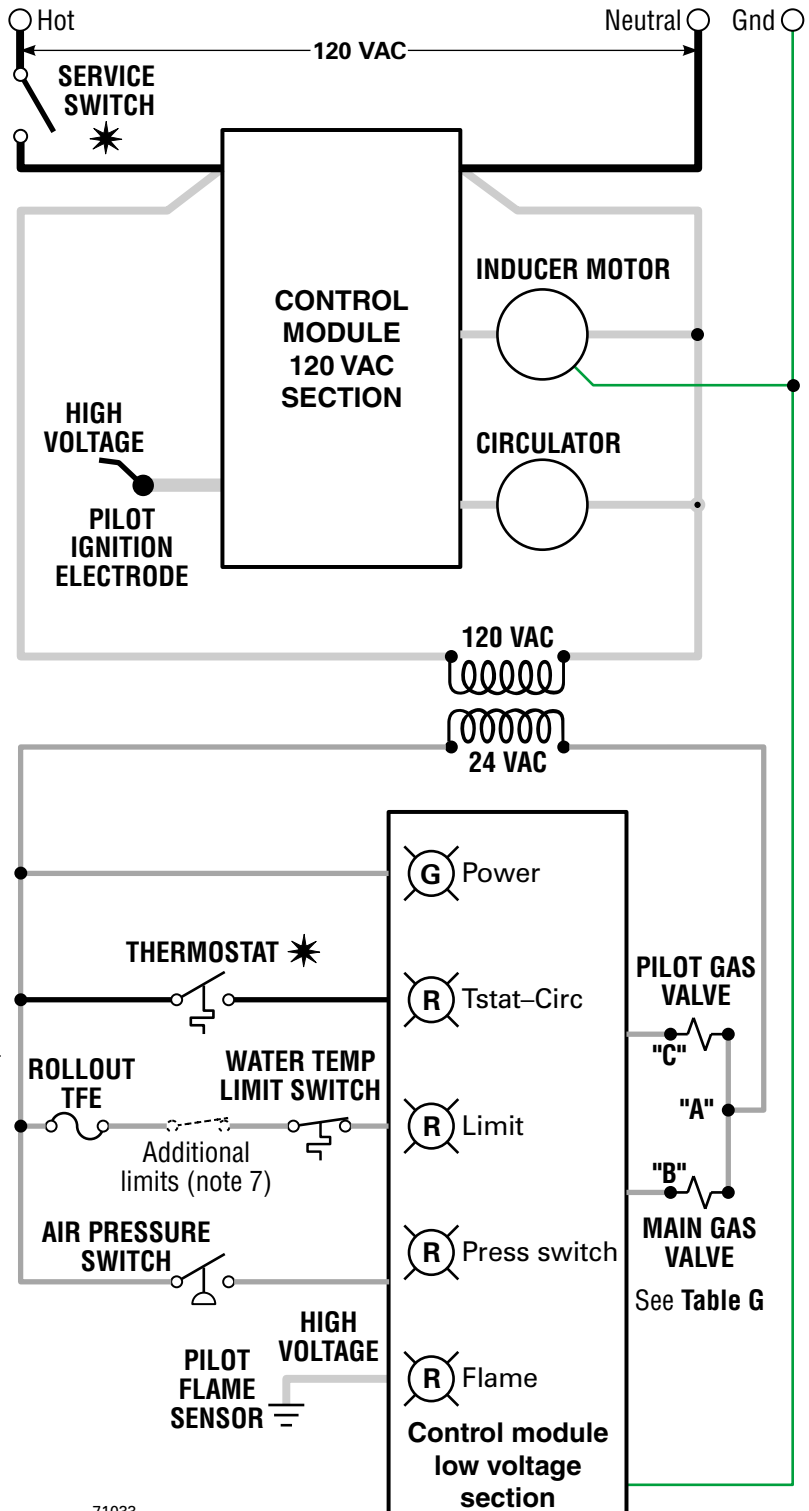 Hot
Neutral
Gnd
120 VAC
SERVICE
SWITCH
CONTROL
MODULE
120 VAC
SECTION
INDUCER MOTOR
HIGH
VOLTAGE
PILOT
IGNITION
ELECTRODE
CIRCULATOR
120 VAC
24 VAC
G Power
THERMOSTAT
R Tstat–Circ
PILOT GAS
VALVE
"C"
ROLLOUT
TFE
WATER TEMP
LIMIT SWITCH
R Limit
"A"
Additional
limits (note 7)
"B"
MAIN GAS
VALVE
See Table G
AIR PRESSURE
SWITCH
R Press switch
HIGH
VOLTAGE
PILOT
FLAME
SENSOR
R Flame
Control module
low voltage
section